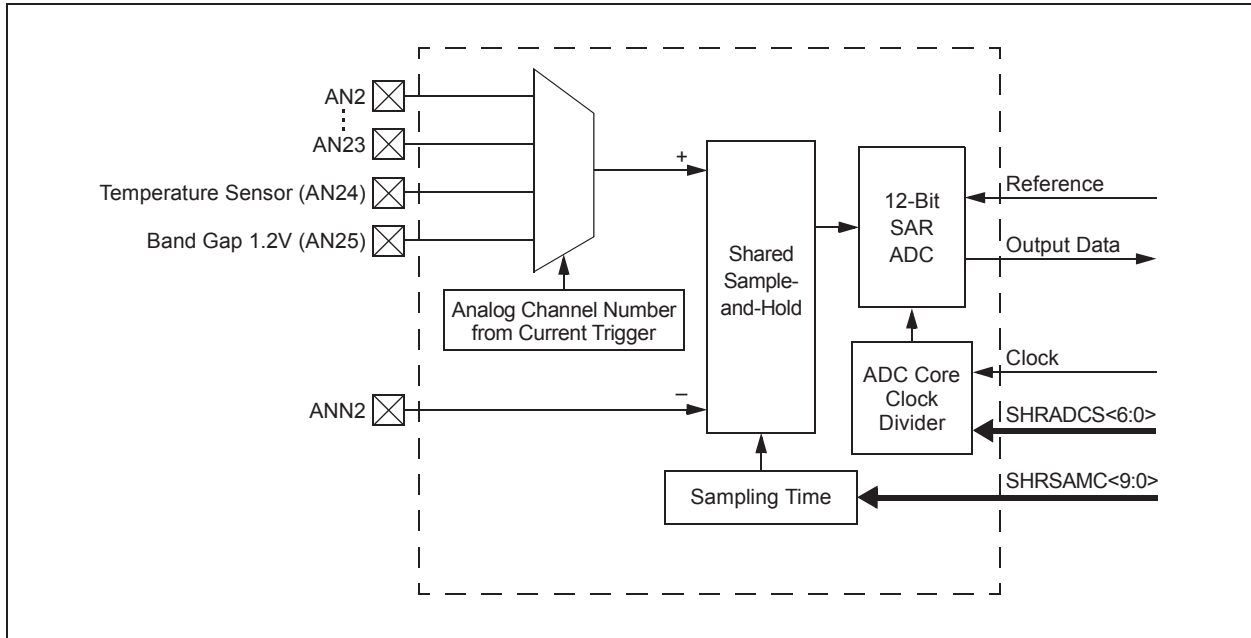 AN2
AN23
Temperature Sensor (AN24)
Band Gap 1.2V (AN25)
Analog Channel Number
from Current Trigger
ANN2
+
–
Shared
Sample-
and-Hold
12-Bit
SAR
ADC
Reference
Output Data
ADC Core
Clock
Divider
Clock
SHRADCS<6:0>
Sampling Time
SHRSAMC<9:0>